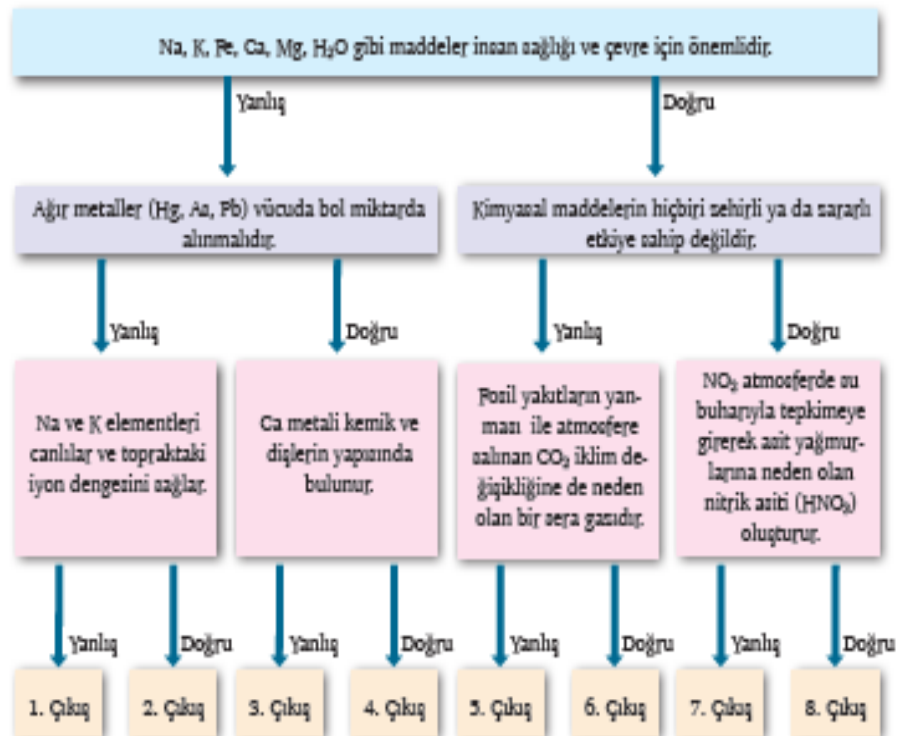 Na, K, Fe, Ca, Mg, H₂O gibi maddeler insan sağlığı ve çevre için önemlidir.
Yanlış
Doğru
Ağır metaller (Hg, As, Pb) vücuda bol miktarda
alınmalıdır.
Kimyasal maddelerin hiçbiri zehirli ya da zararlı
etkiye sahip değildir.
Yanlış
Doğru
Yanlış
Doğru
Na ve K elementleri
canlılar ve topraktaki
iyon dengesini sağlar.
Ca metali kemik ve
dişlerin yapısında
bulunur.
Fosil yakıtların yan-
ması ile atmosfere
salınan CO₂ iklim de-
ğişikliğine de neden
olan bir sera gazıdır.
NO₂ atmosferde su
buharıyla tepkimeye
girerek asit yağmur-
larına neden olan
nitrik asiti (HNO₃)
oluşturur.
Yanlış
Doğru
Yanlış
Doğru
Yanlış
Doğru
Yanlış
Doğru
1. Çıkış
2. Çıkış
3. Çıkış
4. Çıkış
5. Çıkış
6. Çıkış
7. Çıkış
8. Çıkış